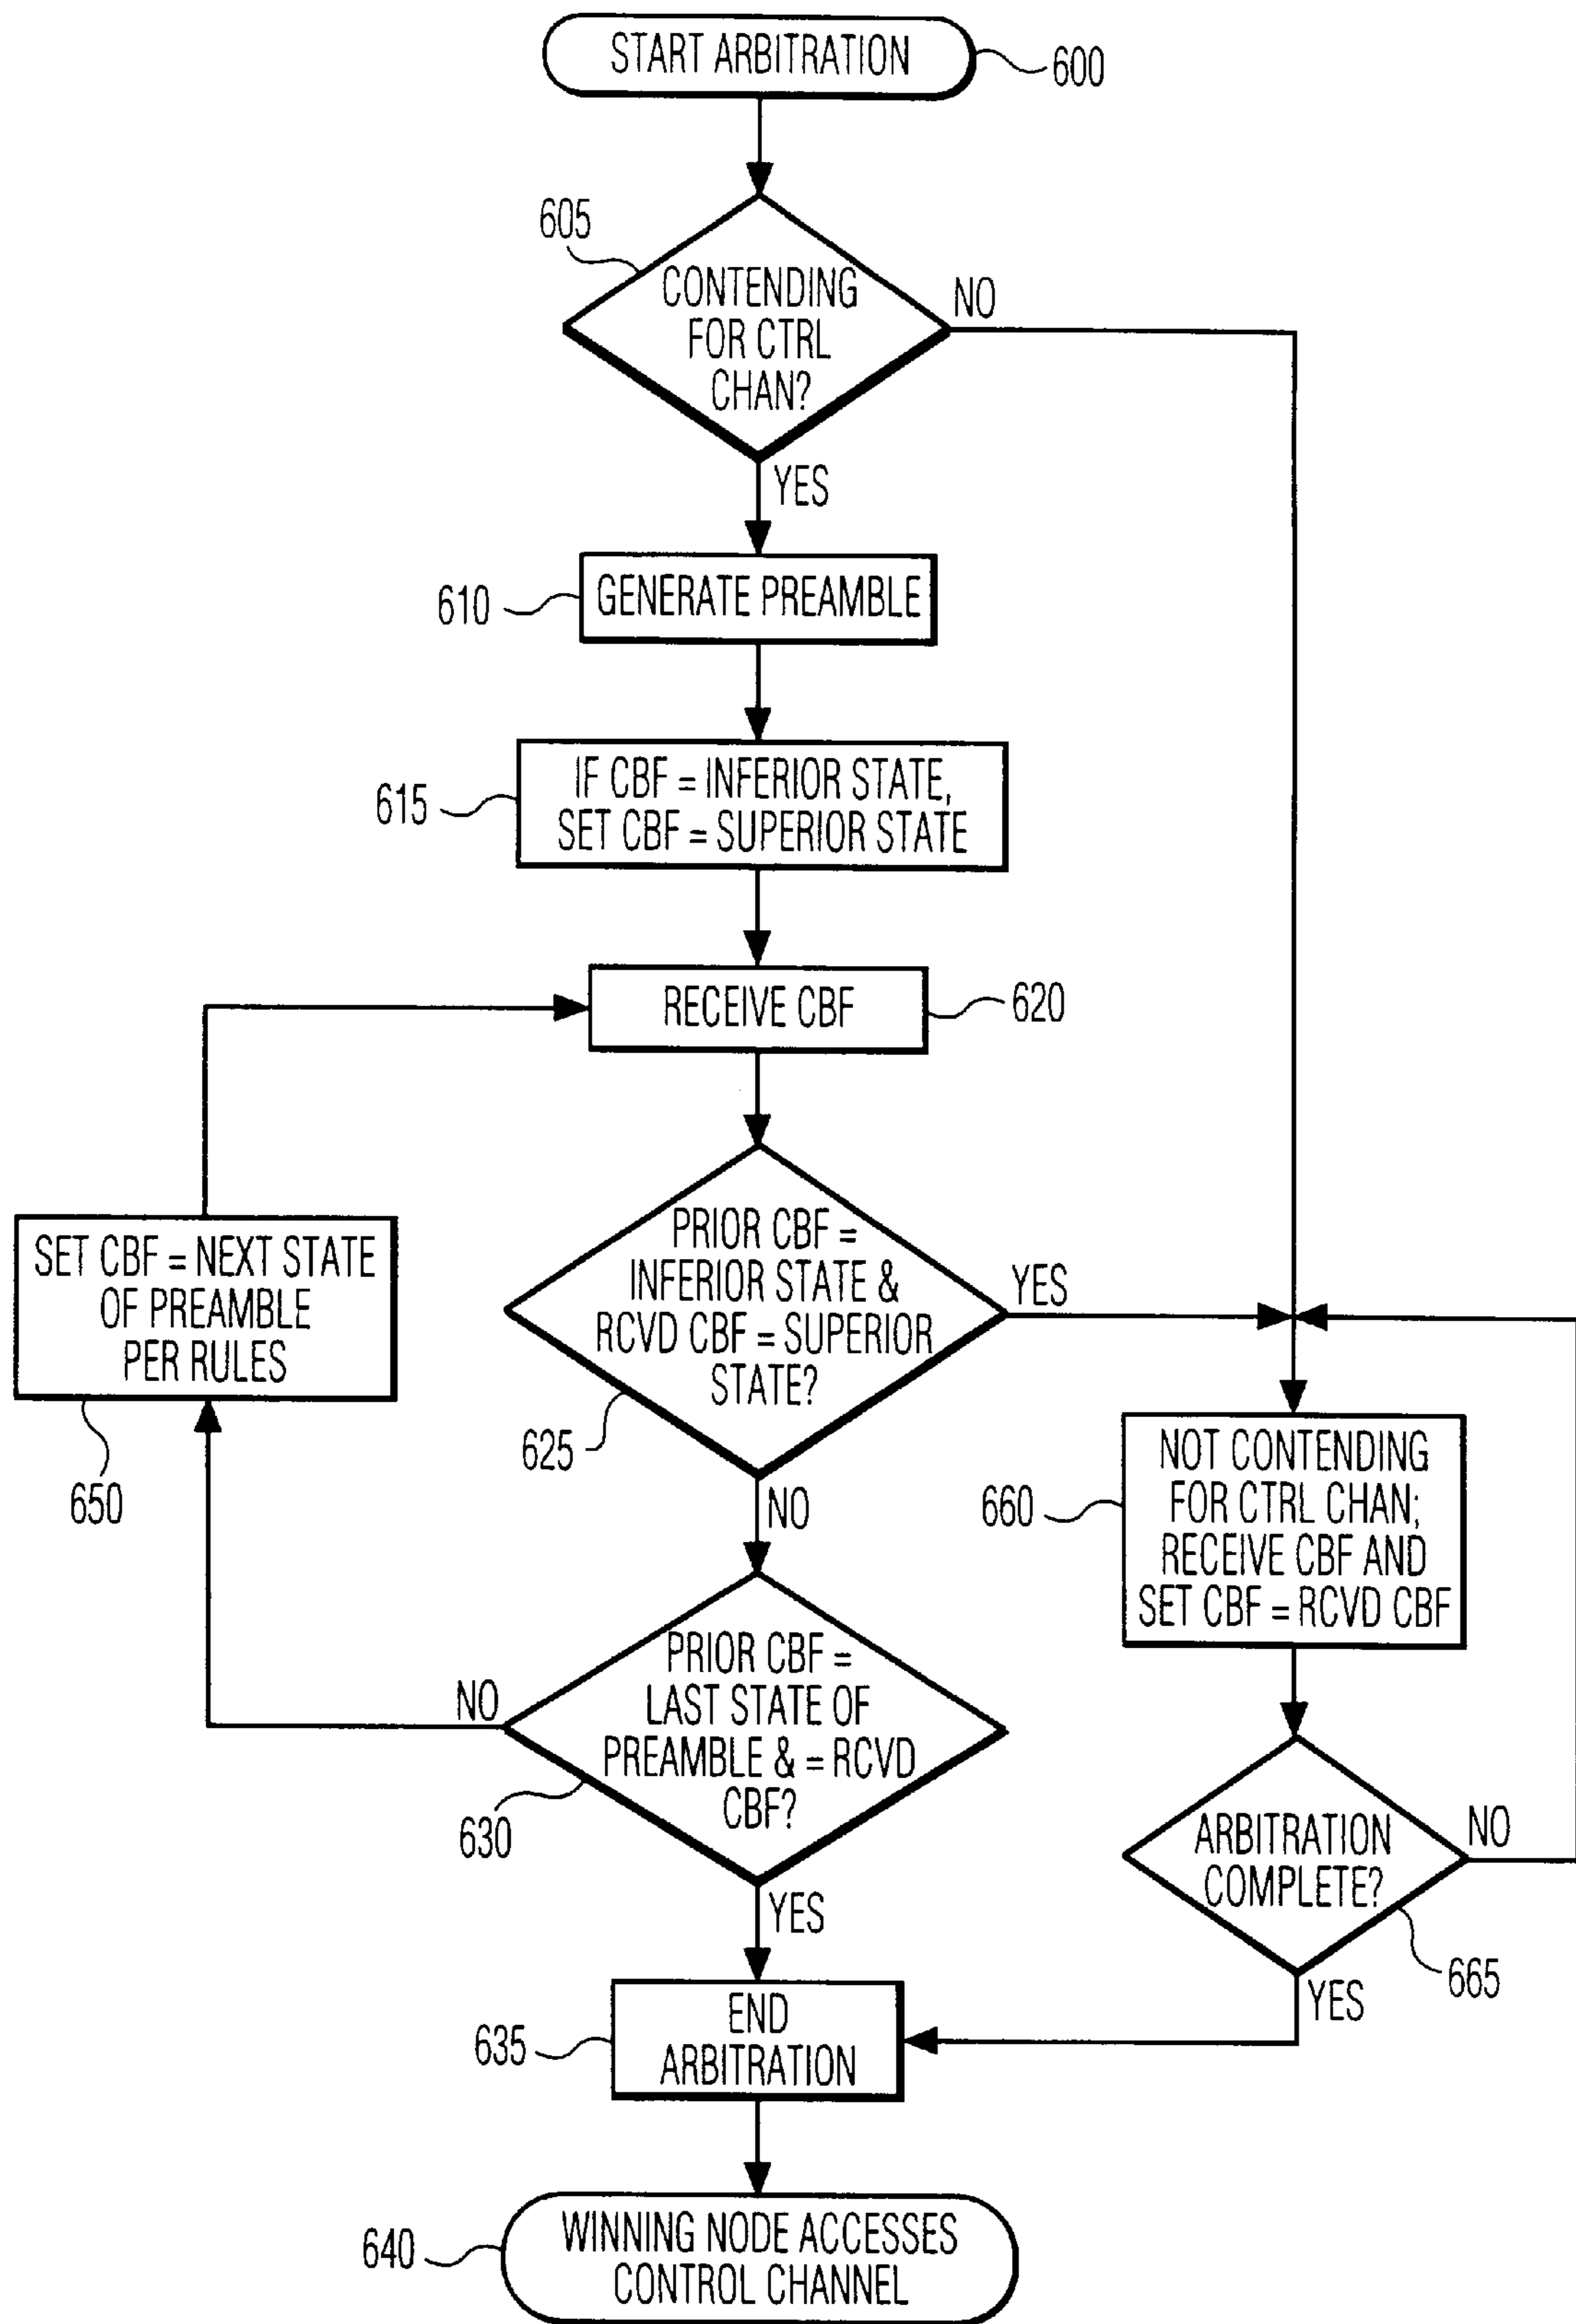 START ARBITRATION
600
605
CONTENDING
FOR CTRL
CHAN?
NO
YES
610
GENERATE PREAMBLE
615
IF CBF = INFERIOR STATE,
SET CBF = SUPERIOR STATE
RECEIVE CBF
620
SET CBF = NEXT STATE
OF PREAMBLE
PER RULES
650
PRIOR CBF =
INFERIOR STATE &
RCVD CBF = SUPERIOR
STATE?
YES
625
NO
660
NOT CONTENDING
FOR CTRL CHAN;
RECEIVE CBF AND
SET CBF = RCVD CBF
NO
PRIOR CBF =
LAST STATE OF
PREAMBLE & = RCVD
CBF?
630
YES
ARBITRATION
COMPLETE?
NO
665
YES
635
END
ARBITRATION
640
WINNING NODE ACCESSES
CONTROL CHANNEL